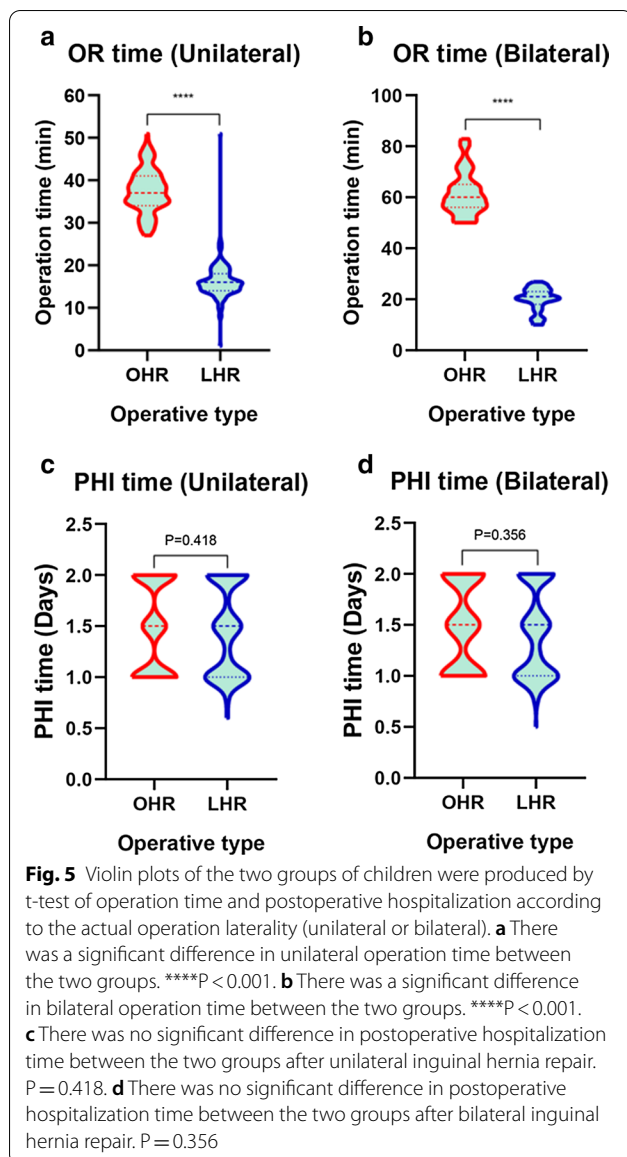 a
OR time (Unilateral)
****
Operation time (min)
60
50
40
30
20
10
0
OHR LHR
Operative type
b
OR time (Bilateral)
****
Operation time (min)
100
80
60
40
20
0
OHR LHR
Operative type
c
PHI time (Unilateral)
P=0.418
PHI time (Days)
2.5
2.0
1.5
1.0
0.5
0.0
OHR LHR
Operative type
d
PHI time (Bilateral)
P=0.356
PHI time (Days)
2.5
2.0
1.5
1.0
0.5
0.0
OHR LHR
Operative type
Fig. 5 Violin plots of the two groups of children were produced by
t-test of operation time and postoperative hospitalization according
to the actual operation laterality (unilateral or bilateral). a There
was a significant difference in unilateral operation time between
the two groups. ****P < 0.001. b There was a significant difference
in bilateral operation time between the two groups. ****P < 0.001.
c There was no significant difference in postoperative hospitalization
time between the two groups after unilateral inguinal hernia repair.
P = 0.418. d There was no significant difference in postoperative
hospitalization time between the two groups after bilateral inguinal
hernia repair. P = 0.356